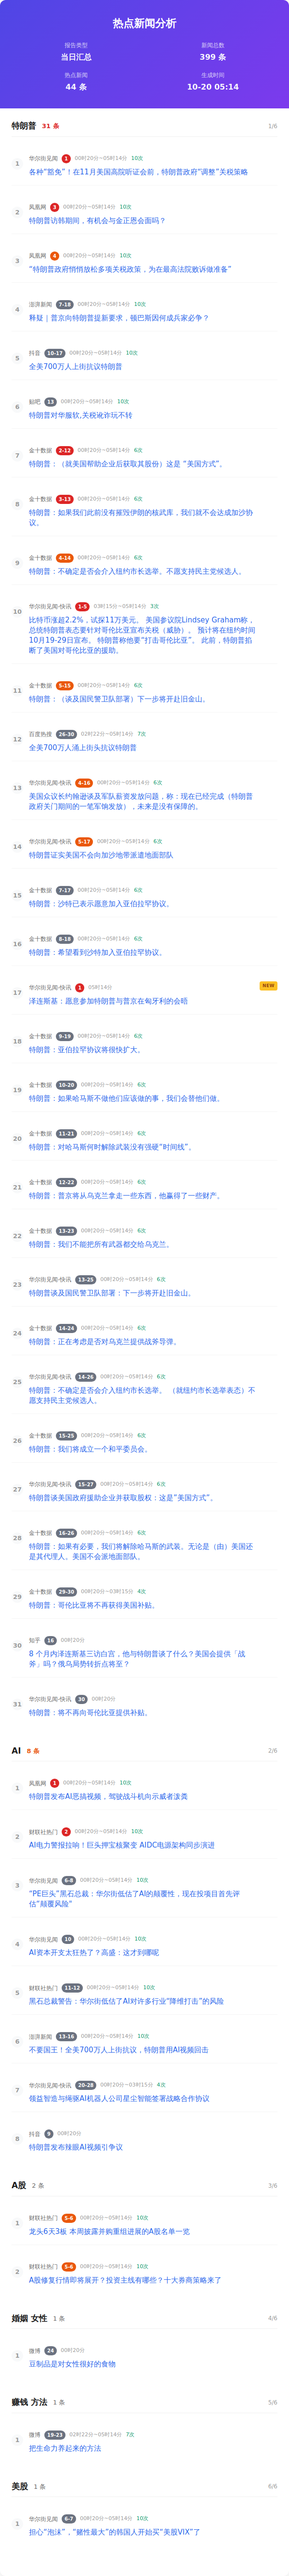 热点新闻分析
报告类型
当日汇总
新闻总数
399 条
热点新闻
44 条
生成时间
10-20 05:14
特朗普 31 条 1/6
1
华尔街见闻 1 00时20分~05时14分 10次
各种“豁免”！在11月美国高院听证会前，特朗普政府“调整”关税政策
2
凤凰网 3 00时20分~05时14分 10次
特朗普访韩期间，有机会与金正恩会面吗？
3
凤凰网 4 00时20分~05时14分 10次
“特朗普政府悄悄放松多项关税政策，为在最高法院败诉做准备”
4
澎湃新闻 7-18 00时20分~05时14分 10次
释疑｜普京向特朗普提新要求，顿巴斯因何成兵家必争？
5
抖音 10-17 00时20分~05时14分 10次
全美700万人上街抗议特朗普
6
贴吧 13 00时20分~05时14分 10次
特朗普对华服软,关税讹诈玩不转
7
金十数据 2-12 00时20分~05时14分 6次
特朗普：（就美国帮助企业后获取其股份）这是 “美国方式”。
8
金十数据 3-13 00时20分~05时14分 6次
特朗普：如果我们此前没有摧毁伊朗的核武库，我们就不会达成加沙协
议。
9
金十数据 4-14 00时20分~05时14分 6次
特朗普：不确定是否会介入纽约市长选举。不愿支持民主党候选人。
10
华尔街见闻-快讯 1-5 03时15分~05时14分 3次
比特币涨超2.2%，试探11万美元。 美国参议院Lindsey Graham称，
总统特朗普表态要针对哥伦比亚宣布关税（威胁）。 预计将在纽约时间
10月19-29日宣布。 特朗普称他要“打击哥伦比亚”。 此前，特朗普掐
断了美国对哥伦比亚的援助。
11
金十数据 5-15 00时20分~05时14分 6次
特朗普：（谈及国民警卫队部署）下一步将开赴旧金山。
12
百度热搜 26-30 02时22分~05时14分 7次
全美700万人涌上街头抗议特朗普
13
华尔街见闻-快讯 4-16 00时20分~05时14分 6次
美国众议长约翰逊谈及军队薪资发放问题，称：现在已经完成（特朗普
政府关门期间的一笔军饷发放），未来是没有保障的。
14
华尔街见闻-快讯 5-17 00时20分~05时14分 6次
特朗普证实美国不会向加沙地带派遣地面部队
15
金十数据 7-17 00时20分~05时14分 6次
特朗普：沙特已表示愿意加入亚伯拉罕协议。
16
金十数据 8-18 00时20分~05时14分 6次
特朗普：希望看到沙特加入亚伯拉罕协议。
17
华尔街见闻-快讯 1 05时14分 NEW
泽连斯基：愿意参加特朗普与普京在匈牙利的会晤
18
金十数据 9-19 00时20分~05时14分 6次
特朗普：亚伯拉罕协议将很快扩大。
19
金十数据 10-20 00时20分~05时14分 6次
特朗普：如果哈马斯不做他们应该做的事，我们会替他们做。
20
金十数据 11-21 00时20分~05时14分 6次
特朗普：对哈马斯何时解除武装没有强硬“时间线”。
21
金十数据 12-22 00时20分~05时14分 6次
特朗普：普京将从乌克兰拿走一些东西，他赢得了一些财产。
22
金十数据 13-23 00时20分~05时14分 6次
特朗普：我们不能把所有武器都交给乌克兰。
23
华尔街见闻-快讯 13-25 00时20分~05时14分 6次
特朗普谈及国民警卫队部署：下一步将开赴旧金山。
24
金十数据 14-24 00时20分~05时14分 6次
特朗普：正在考虑是否对乌克兰提供战斧导弹。
25
华尔街见闻-快讯 14-26 00时20分~05时14分 6次
特朗普：不确定是否会介入纽约市长选举。 （就纽约市长选举表态）不
愿支持民主党候选人。
26
金十数据 15-25 00时20分~05时14分 6次
特朗普：我们将成立一个和平委员会。
27
华尔街见闻-快讯 15-27 00时20分~05时14分 6次
特朗普谈美国政府援助企业并获取股权：这是“美国方式”。
28
金十数据 16-26 00时20分~05时14分 6次
特朗普：如果有必要，我们将解除哈马斯的武装。无论是（由）美国还
是其代理人。美国不会派地面部队。
29
金十数据 29-30 00时20分~03时15分 4次
特朗普：哥伦比亚将不再获得美国补贴。
30
知乎 16 00时20分
8 个月内泽连斯基三访白宫，他与特朗普谈了什么？美国会提供「战
斧」吗？俄乌局势转折点将至？
31
华尔街见闻-快讯 30 00时20分
特朗普：将不再向哥伦比亚提供补贴。
AI 8 条 2/6
1
凤凰网 1 00时20分~05时14分 10次
特朗普发布AI恶搞视频，驾驶战斗机向示威者泼粪
2
财联社热门 2 00时20分~05时14分 10次
AI电力警报拉响！巨头押宝核聚变 AIDC电源架构同步演进
3
华尔街见闻 6-8 00时20分~05时14分 10次
“PE巨头”黑石总裁：华尔街低估了AI的颠覆性，现在投项目首先评
估“颠覆风险”
4
华尔街见闻 10 00时20分~05时14分 10次
AI资本开支太狂热了？高盛：这才到哪呢
5
财联社热门 11-12 00时20分~05时14分 10次
黑石总裁警告：华尔街低估了AI对许多行业“降维打击”的风险
6
澎湃新闻 13-16 00时20分~05时14分 10次
不要国王！全美700万人上街抗议，特朗普用AI视频回击
7
华尔街见闻-快讯 20-28 00时20分~03时15分 4次
领益智造与绳驱AI机器人公司星尘智能签署战略合作协议
8
抖音 9 00时20分
特朗普发布辣眼AI视频引争议
A股 2 条 3/6
1
财联社热门 5-6 00时20分~05时14分 10次
龙头6天3板 本周披露并购重组进展的A股名单一览
2
财联社热门 5-6 00时20分~05时14分 10次
A股修复行情即将展开？投资主线有哪些？十大券商策略来了
婚姻 女性 1 条 4/6
1
微博 24 00时20分
豆制品是对女性很好的食物
赚钱 方法 1 条 5/6
1
微博 19-23 02时22分~05时14分 7次
把生命力养起来的方法
美股 1 条 6/6
1
华尔街见闻 6-7 00时20分~05时14分 10次
担心“泡沫”，“赌性最大”的韩国人开始买“美股VIX”了